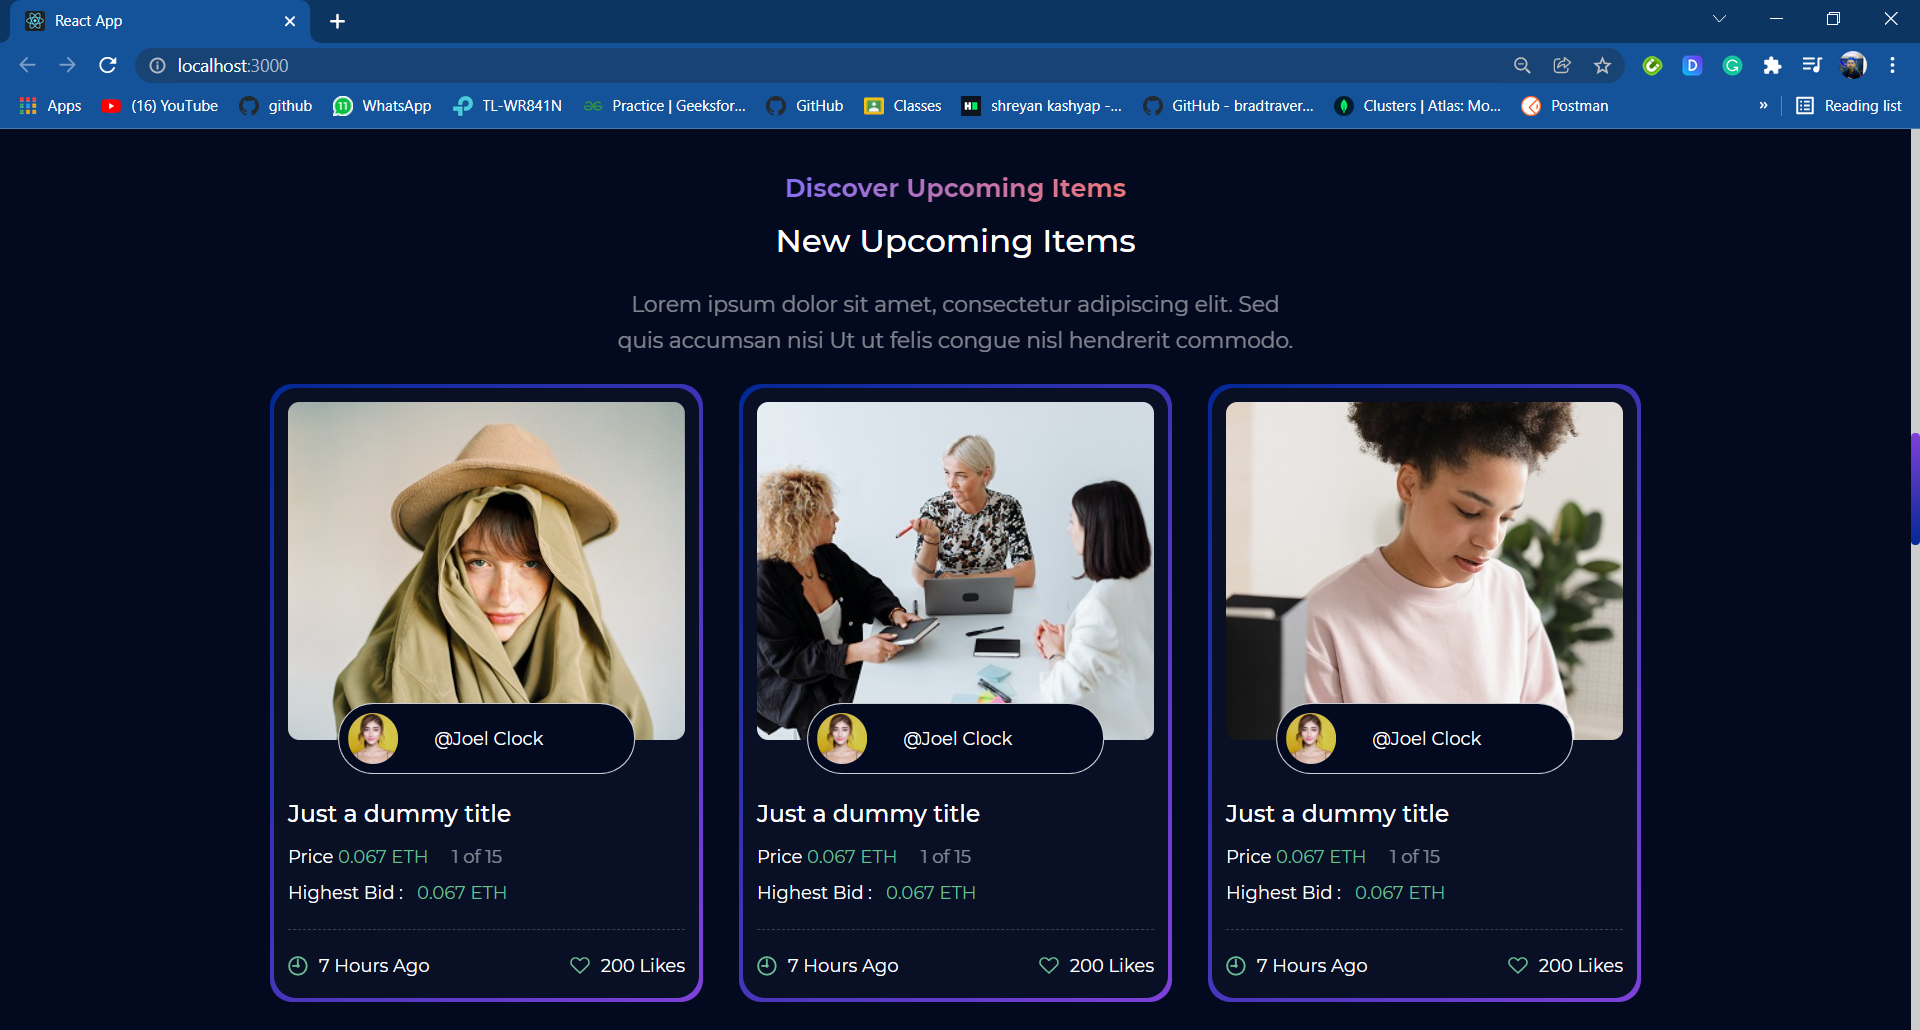 React App
localhost:3000
Apps (16) YouTube github WhatsApp TL-WR841N Practice | Geeksfor... GitHub Classes shreyan kashyap -... GitHub - bradtraver... Clusters | Atlas: Mo... Postman » Reading list
Discover Upcoming Items
New Upcoming Items
Lorem ipsum dolor sit amet, consectetur adipiscing elit. Sed
quis accumsan nisi Ut ut felis congue nisl hendrerit commodo.
@Joel Clock
Just a dummy title
Price 0.067 ETH 1 of 15
Highest Bid : 0.067 ETH
7 Hours Ago 200 Likes
@Joel Clock
Just a dummy title
Price 0.067 ETH 1 of 15
Highest Bid : 0.067 ETH
7 Hours Ago 200 Likes
@Joel Clock
Just a dummy title
Price 0.067 ETH 1 of 15
Highest Bid : 0.067 ETH
7 Hours Ago 200 Likes